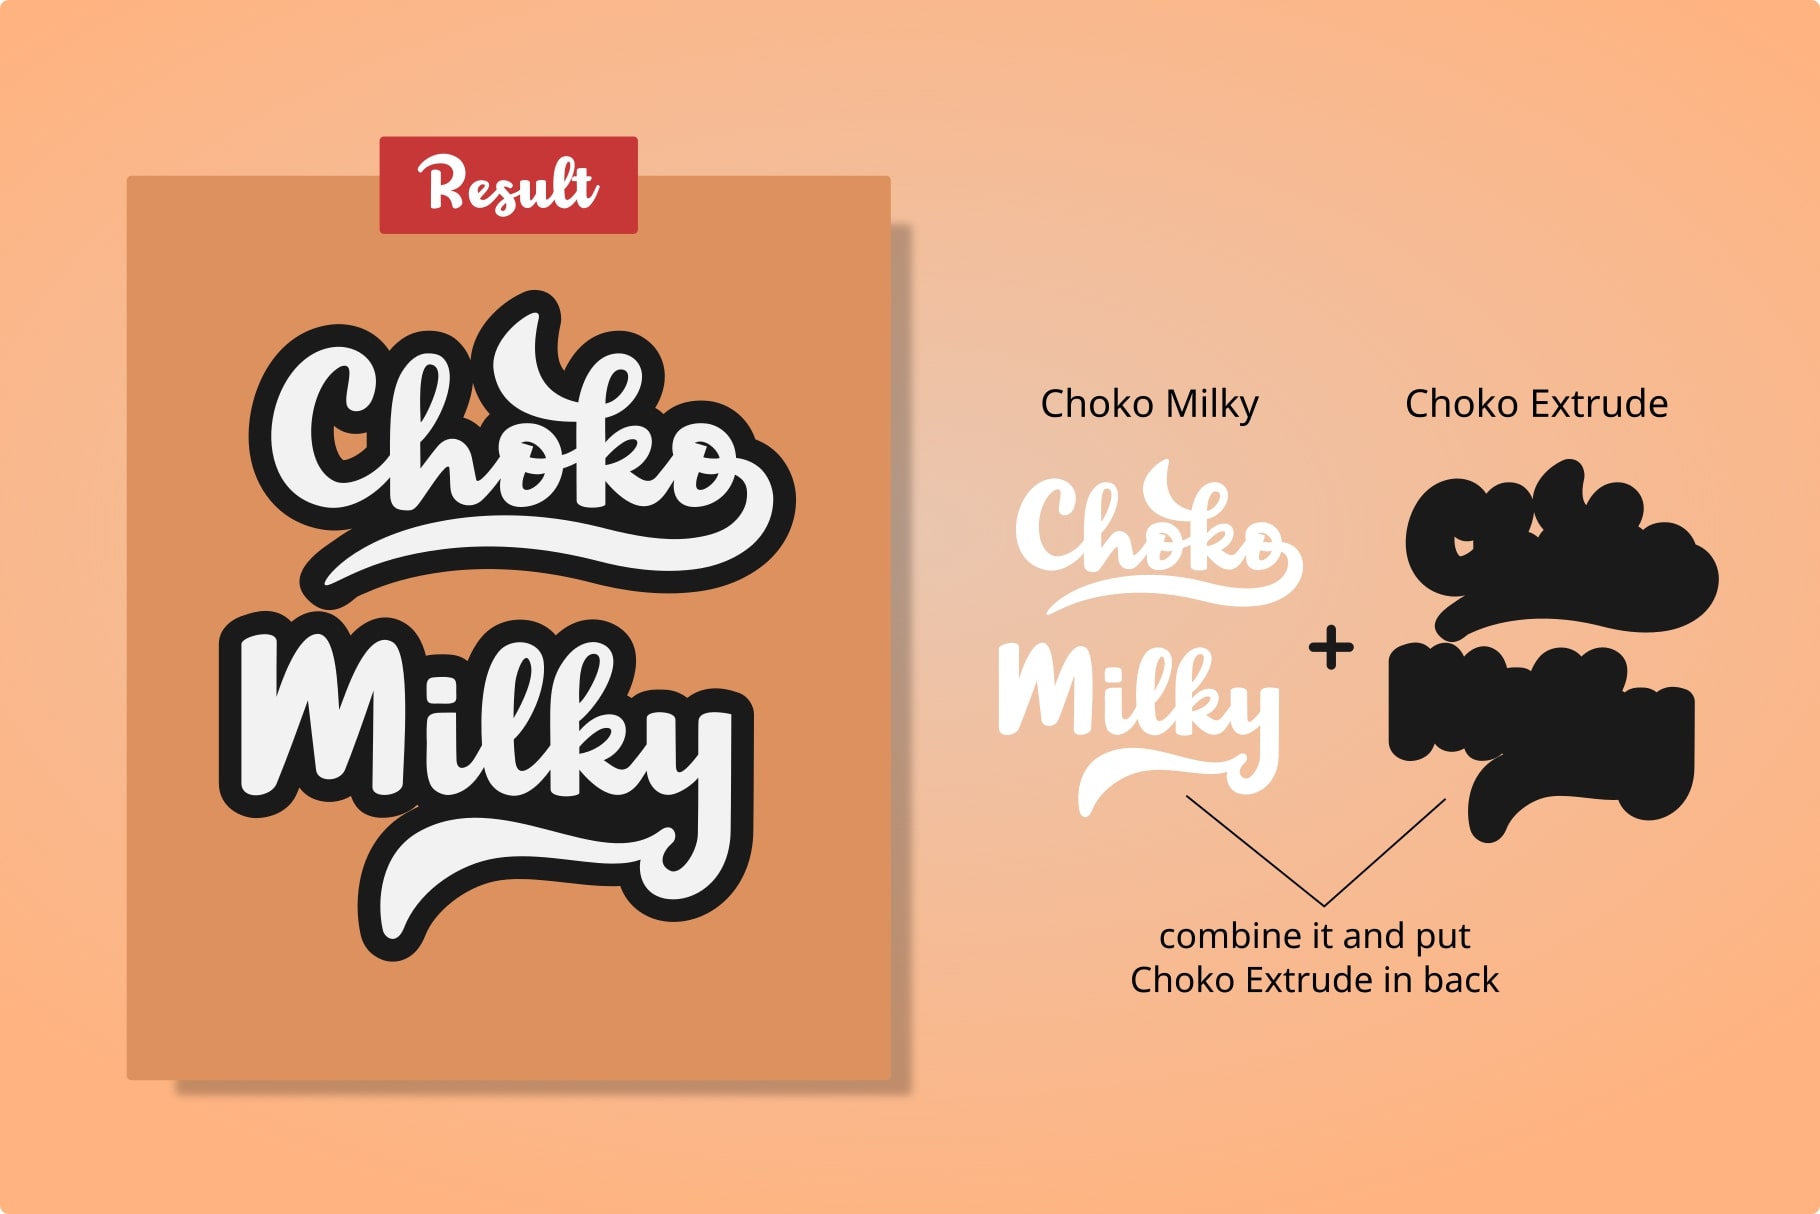 Result
Choko
Milky
Choko Milky
Choko
Milky
+
Choko Extrude
combine it and put
Choko Extrude in back